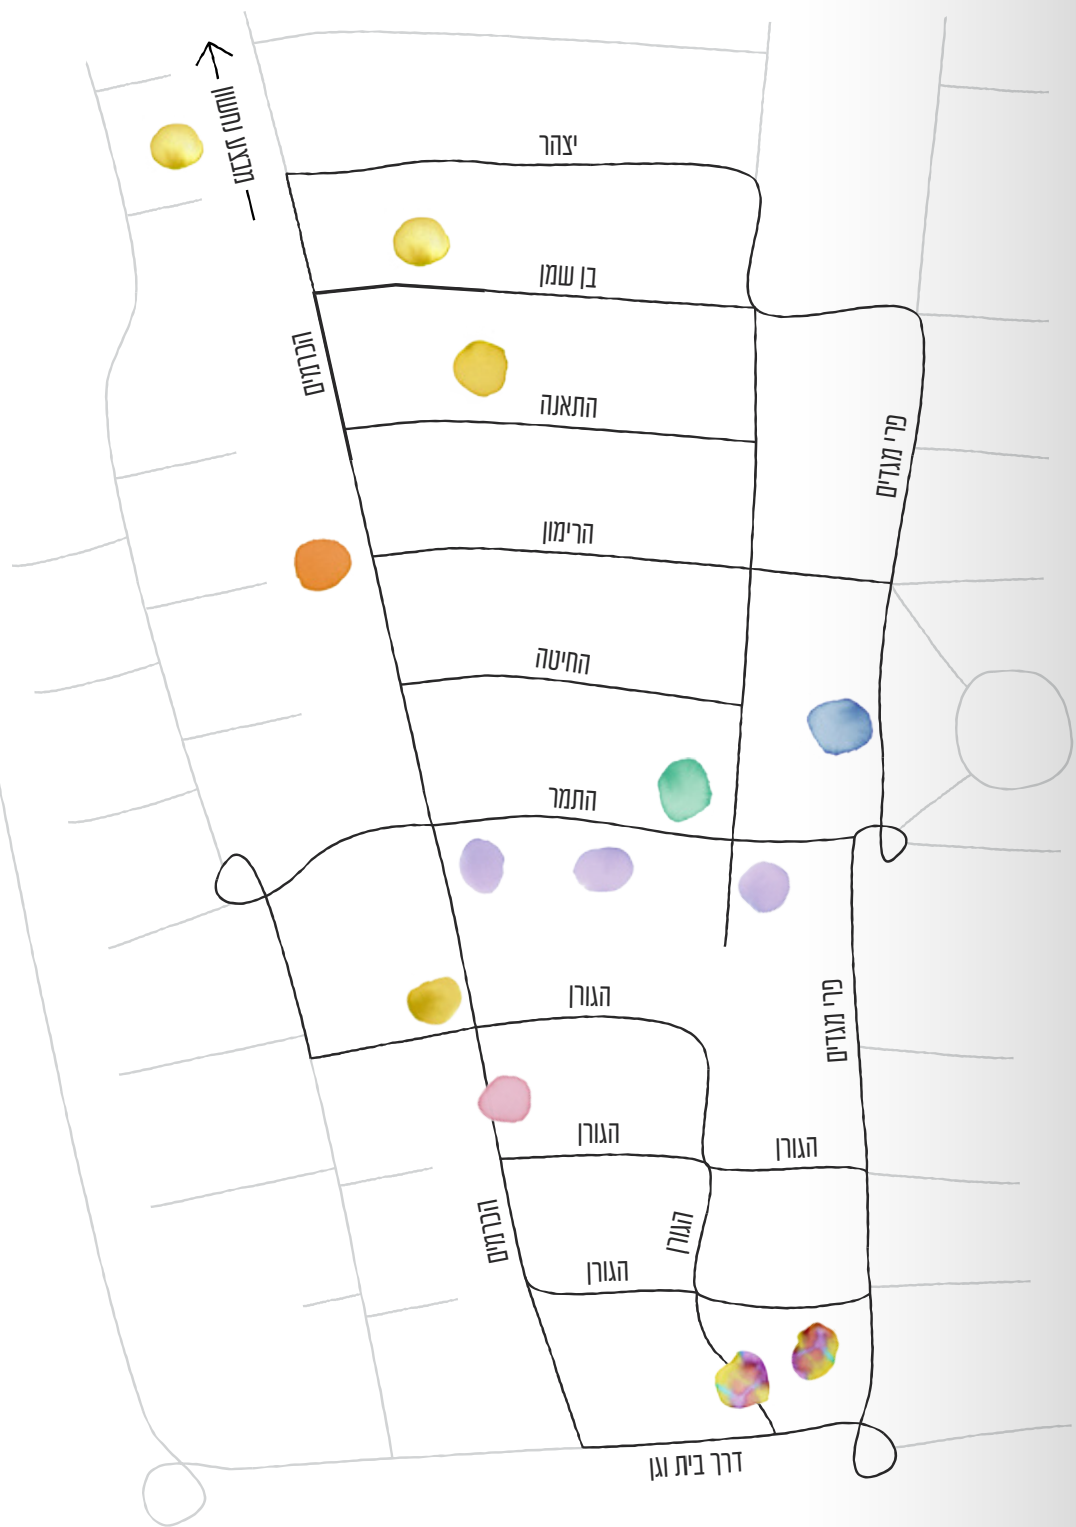 מבצע נחשון
יצהר
בן שמן
הכרמים
התאנה
פרי מגדים
הרימון
החיטה
התמר
הגורן
פרי מגדים
הגורן
הגורן
הכרמים
הגורן
הגורן
דרך בית וגן